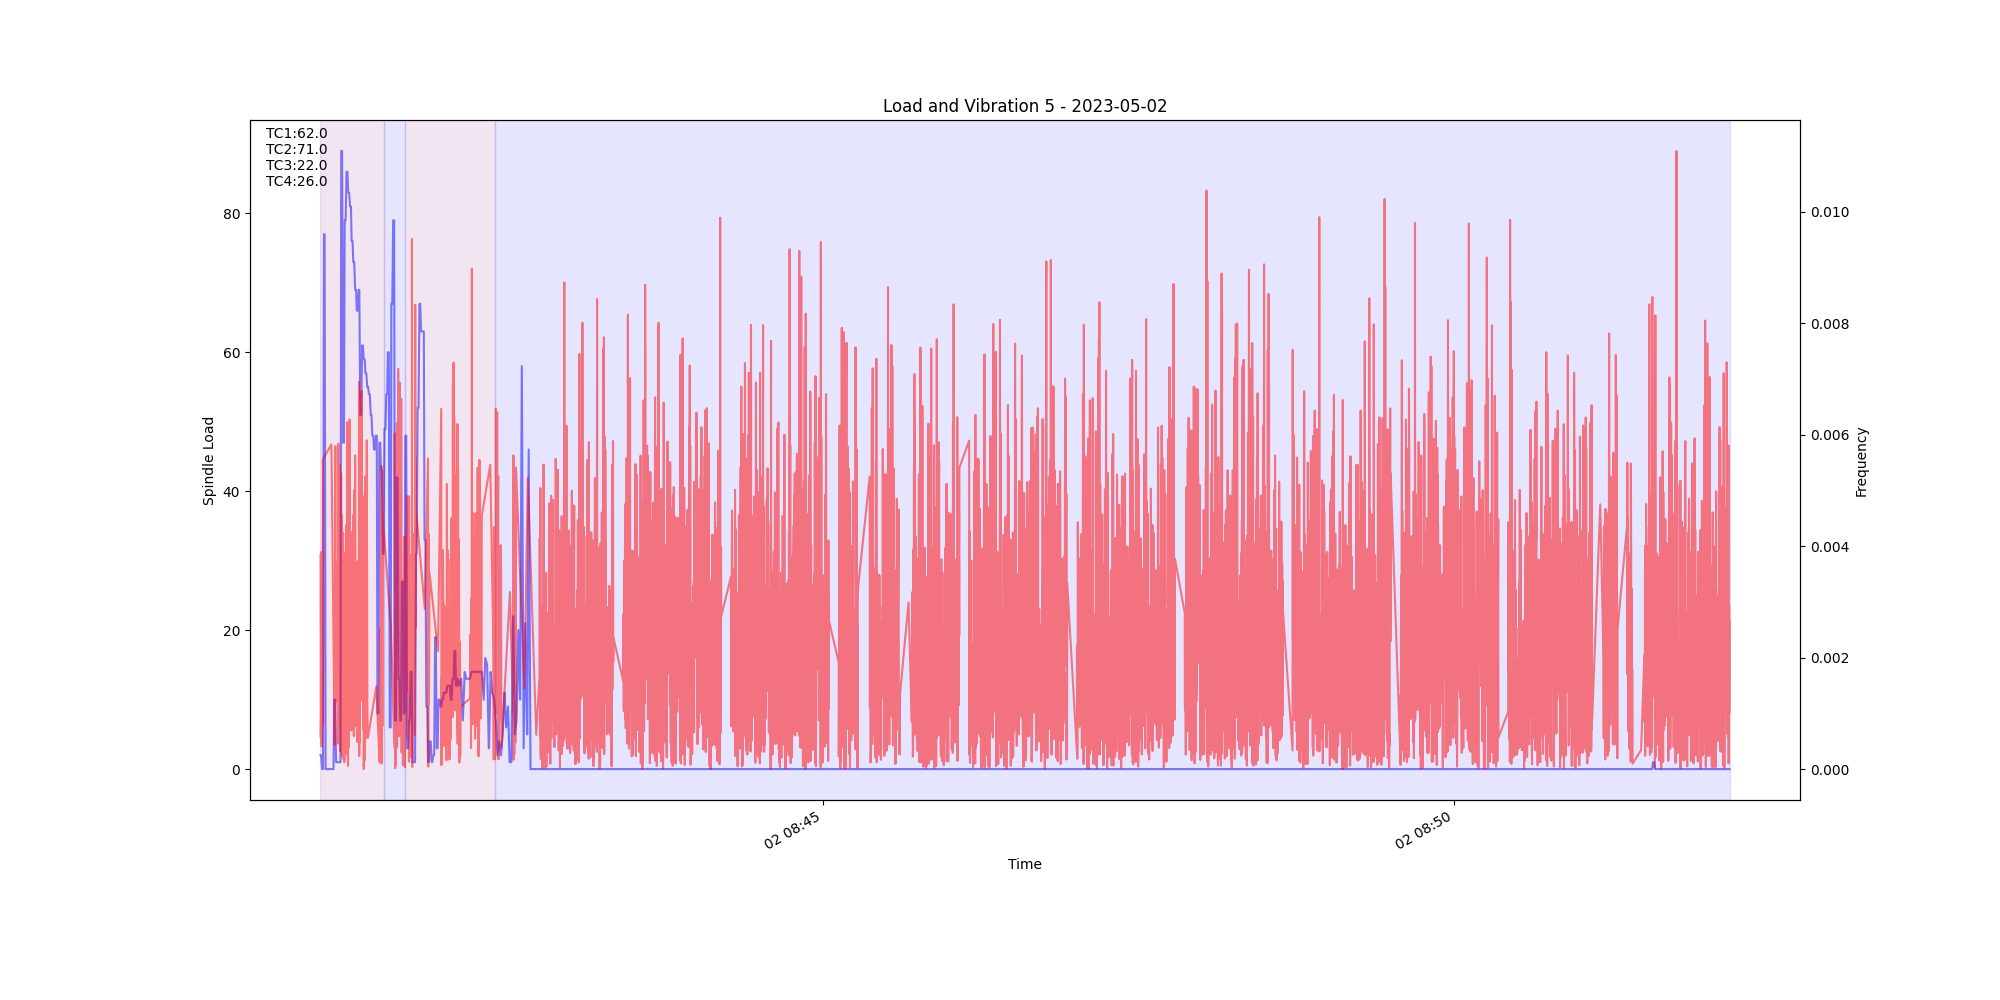 Load and Vibration 5 - 2023-05-02
TC1:62.0
TC2:71.0
TC3:22.0
TC4:26.0
Spindle Load
80
60
40
20
0
0.010
0.008
0.006
0.004
0.002
0.000
Frequency
02 08:45
02 08:50
Time